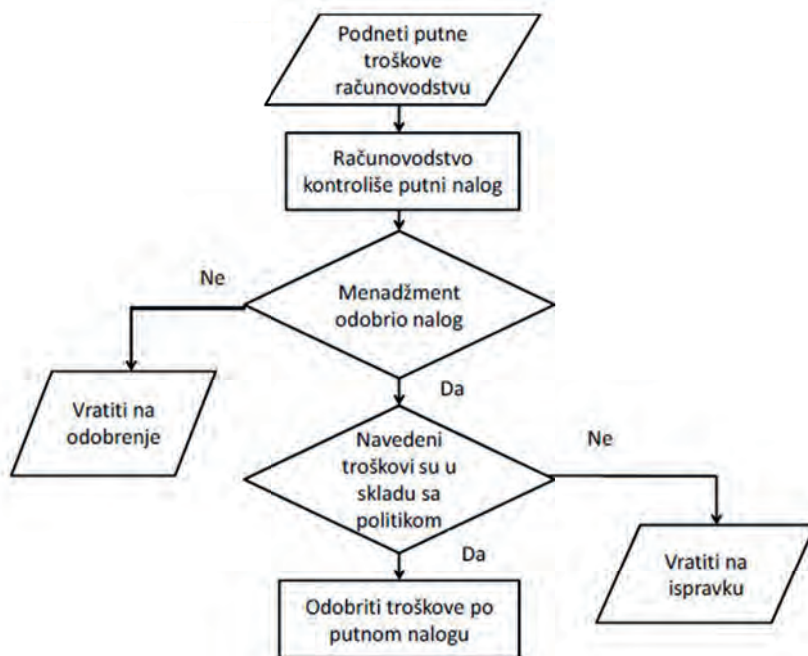 Podneti putne
troškove
računovodstvu
Računovodstvo
kontroliše putni nalog
Ne
Menadžment
odobrio nalog
Da
Vratiti na
odobrenje
Navedeni
troškovi su u
skladu sa
politikom
Ne
Da
Vratiti na
ispravku
Odobriti troškove po
putnom nalogu